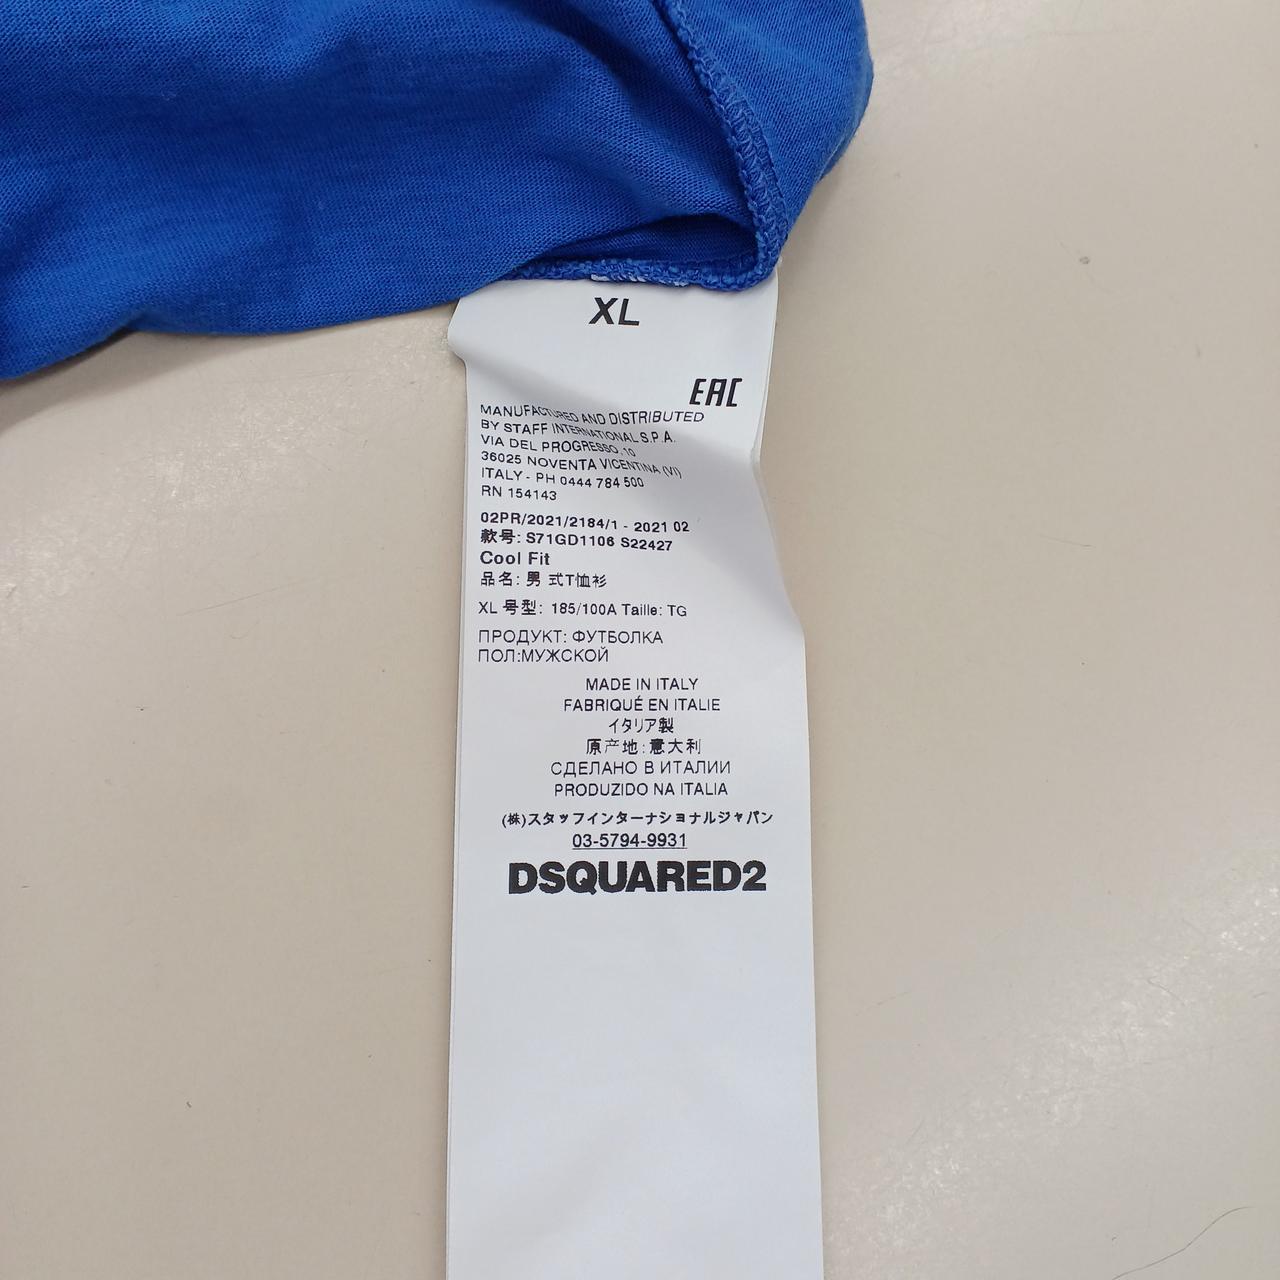 XL
EAC
MANUFACTURED AND DISTRIBUTED
BY STAFF INTERNATIONAL S.P.A.
VIA DEL PROGRESSO, 10
36025 NOVENTA VICENTINA (VI)
ITALY - PH 0444 784 500
RN 154143
02PR/2021/2184/1 - 2021 02
款号: S71GD1106 S22427
Cool Fit
品名: 男 式T恤衫
XL 号型: 185/100A Taille: TG
ПРОДУКТ: ФУТБОЛКА
ПОЛ:МУЖСКОЙ
MADE IN ITALY
FABRIQUÉ EN ITALIE
イタリア製
原产地:意大利
СДЕЛАНО В ИТАЛИИ
PRODUZIDO NA ITALIA
(株)スタッフインターナショナルジャパン
03-5794-9931
DSQUARED2